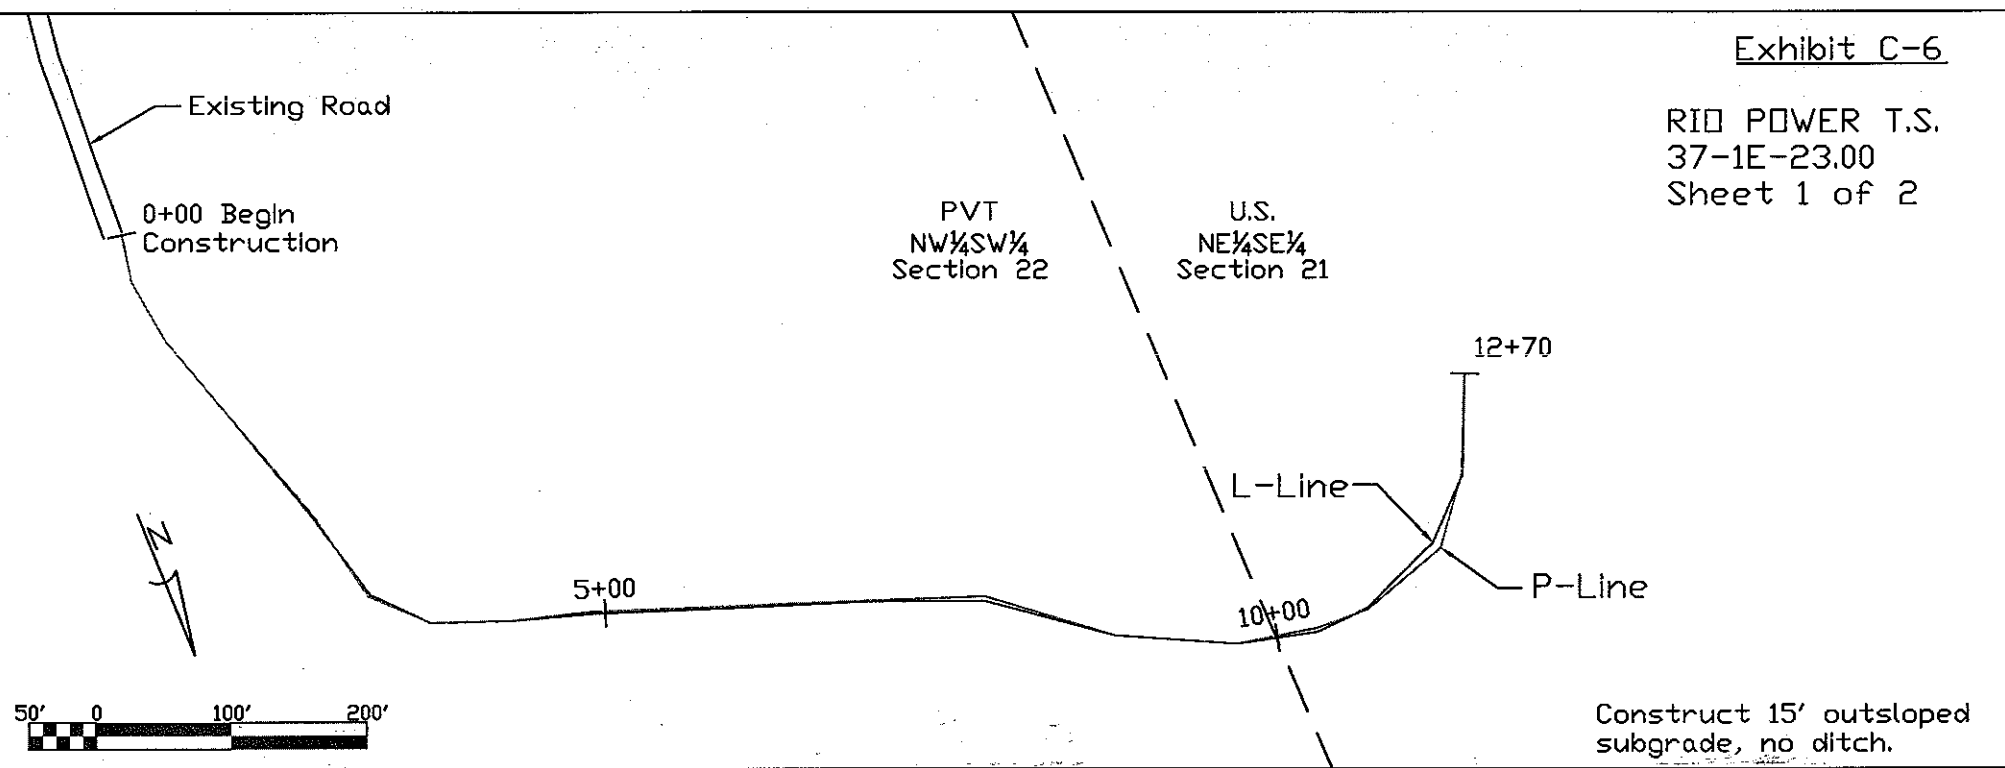 Exhibit C-6
RIO POWER T.S.
37-1E-23.00
Sheet 1 of 2
Existing Road
0+00 Begin
Construction
PVT
NW¼SW¼
Section 22
U.S.
NE¼SE¼
Section 21
12+70
L-Line
P-Line
N
5+00
10+00
50' 0 100' 200'
Construct 15' outsloped
subgrade, no ditch.